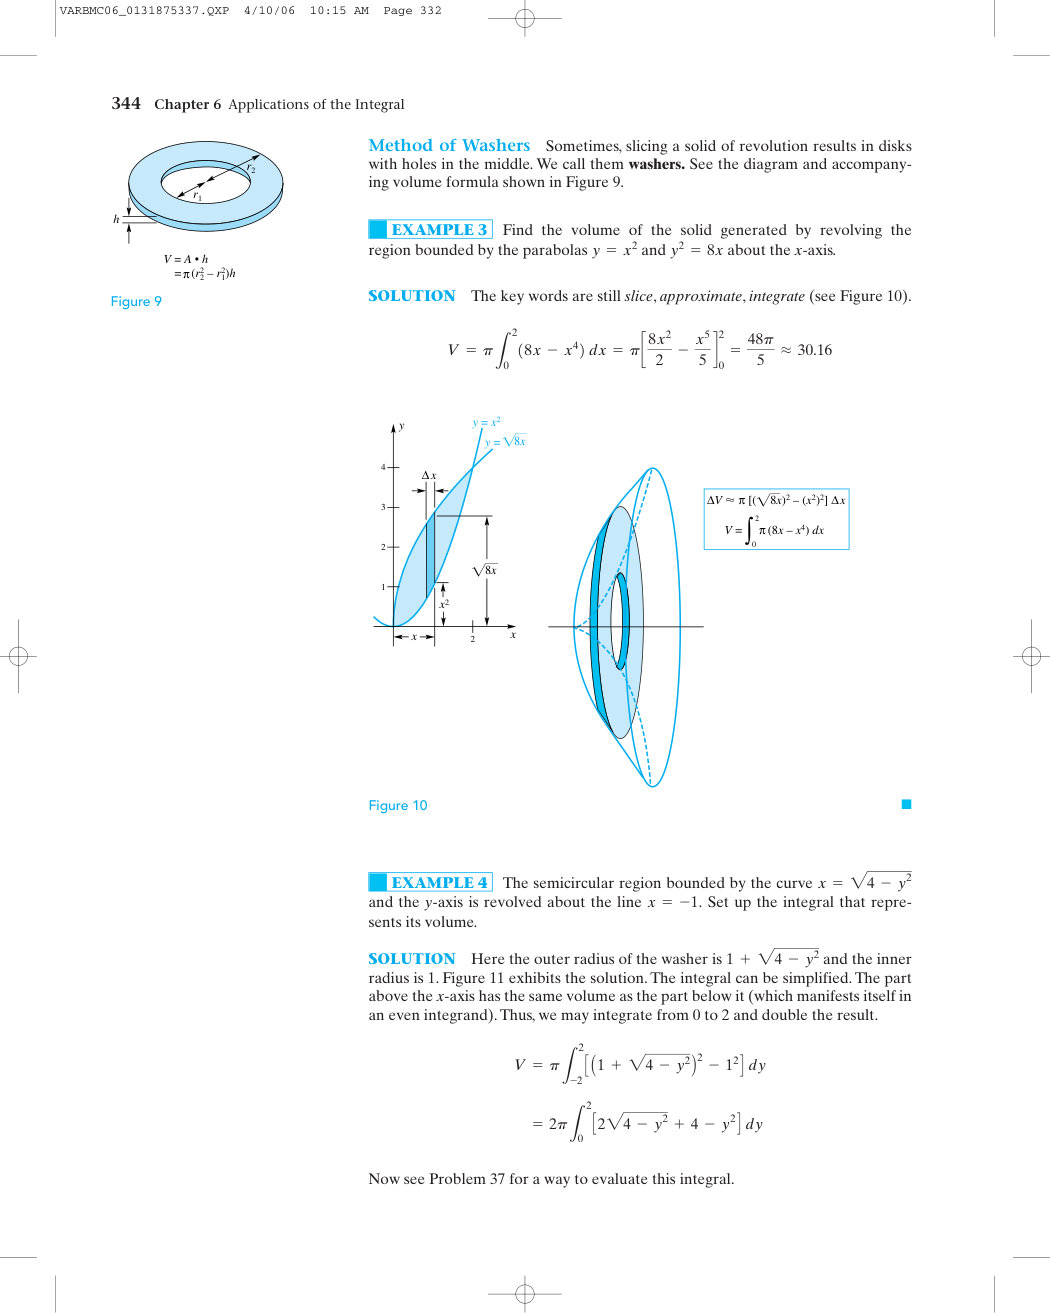 VARBMC06_0131875337.QXP 4/10/06 10:15 AM Page 332
344 Chapter 6 Applications of the Integral
r2
r1
h
V = A • h
= π (r₂² – r₁²)h
Figure 9
Method of Washers Sometimes, slicing a solid of revolution results in disks
with holes in the middle. We call them washers. See the diagram and accompany-
ing volume formula shown in Figure 9.
EXAMPLE 3 Find the volume of the solid generated by revolving the
region bounded by the parabolas y = x² and y² = 8x about the x-axis.
SOLUTION The key words are still slice, approximate, integrate (see Figure 10).
V = π ∫₀² (8x − x⁴) dx = π[8x²/2 − x⁵/5]₀² = 48π/5 ≈ 30.16
y
y = x²
y = √8x
4
Δx
3
2
√8x
1
x²
x
2
x
ΔV ≈ π [(√8x)² – (x²)²] Δx
V = ∫₀² π (8x – x⁴) dx
Figure 10
EXAMPLE 4 The semicircular region bounded by the curve x = √(4 − y²)
and the y-axis is revolved about the line x = −1. Set up the integral that repre-
sents its volume.
SOLUTION Here the outer radius of the washer is 1 + √(4 − y²) and the inner
radius is 1. Figure 11 exhibits the solution. The integral can be simplified. The part
above the x-axis has the same volume as the part below it (which manifests itself in
an even integrand). Thus, we may integrate from 0 to 2 and double the result.
V = π ∫₋₂² [(1 + √(4 − y²))² − 1²] dy
= 2π ∫₀² [2√(4 − y²) + 4 − y²] dy
Now see Problem 37 for a way to evaluate this integral.